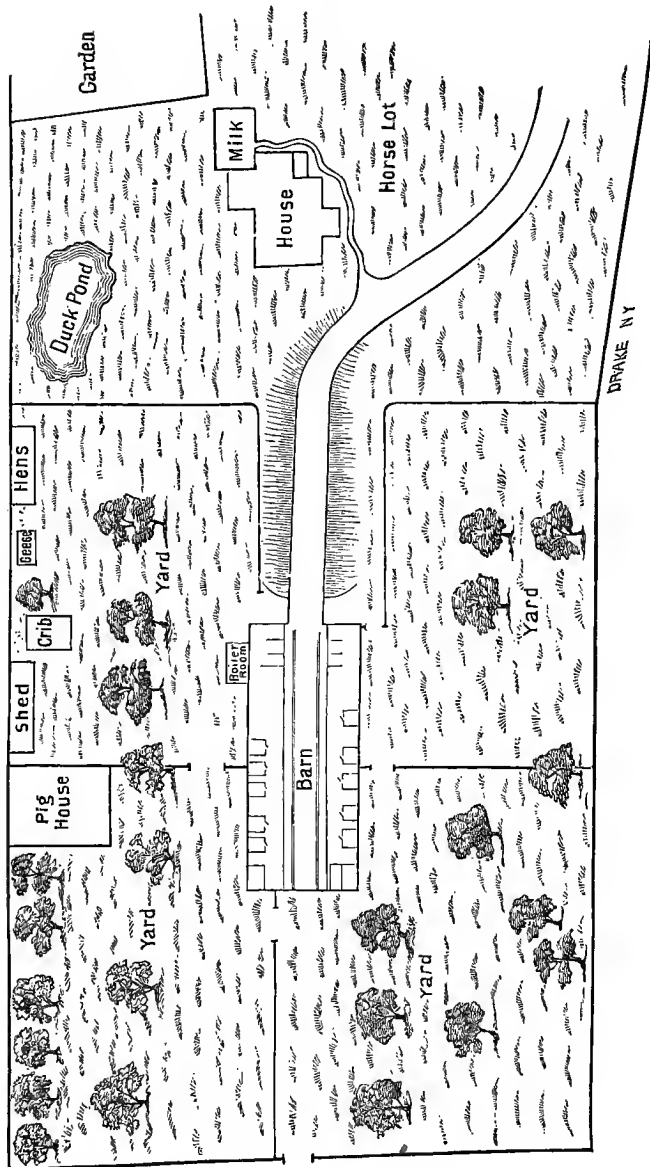 Garden
Milk
House
Horse Lot
Duck Pond
DRAKE NY
Hens
Geese
Crib
Shed
Yard
Yard
Boiler
Room
Barn
Pig
House
Yard
Yard